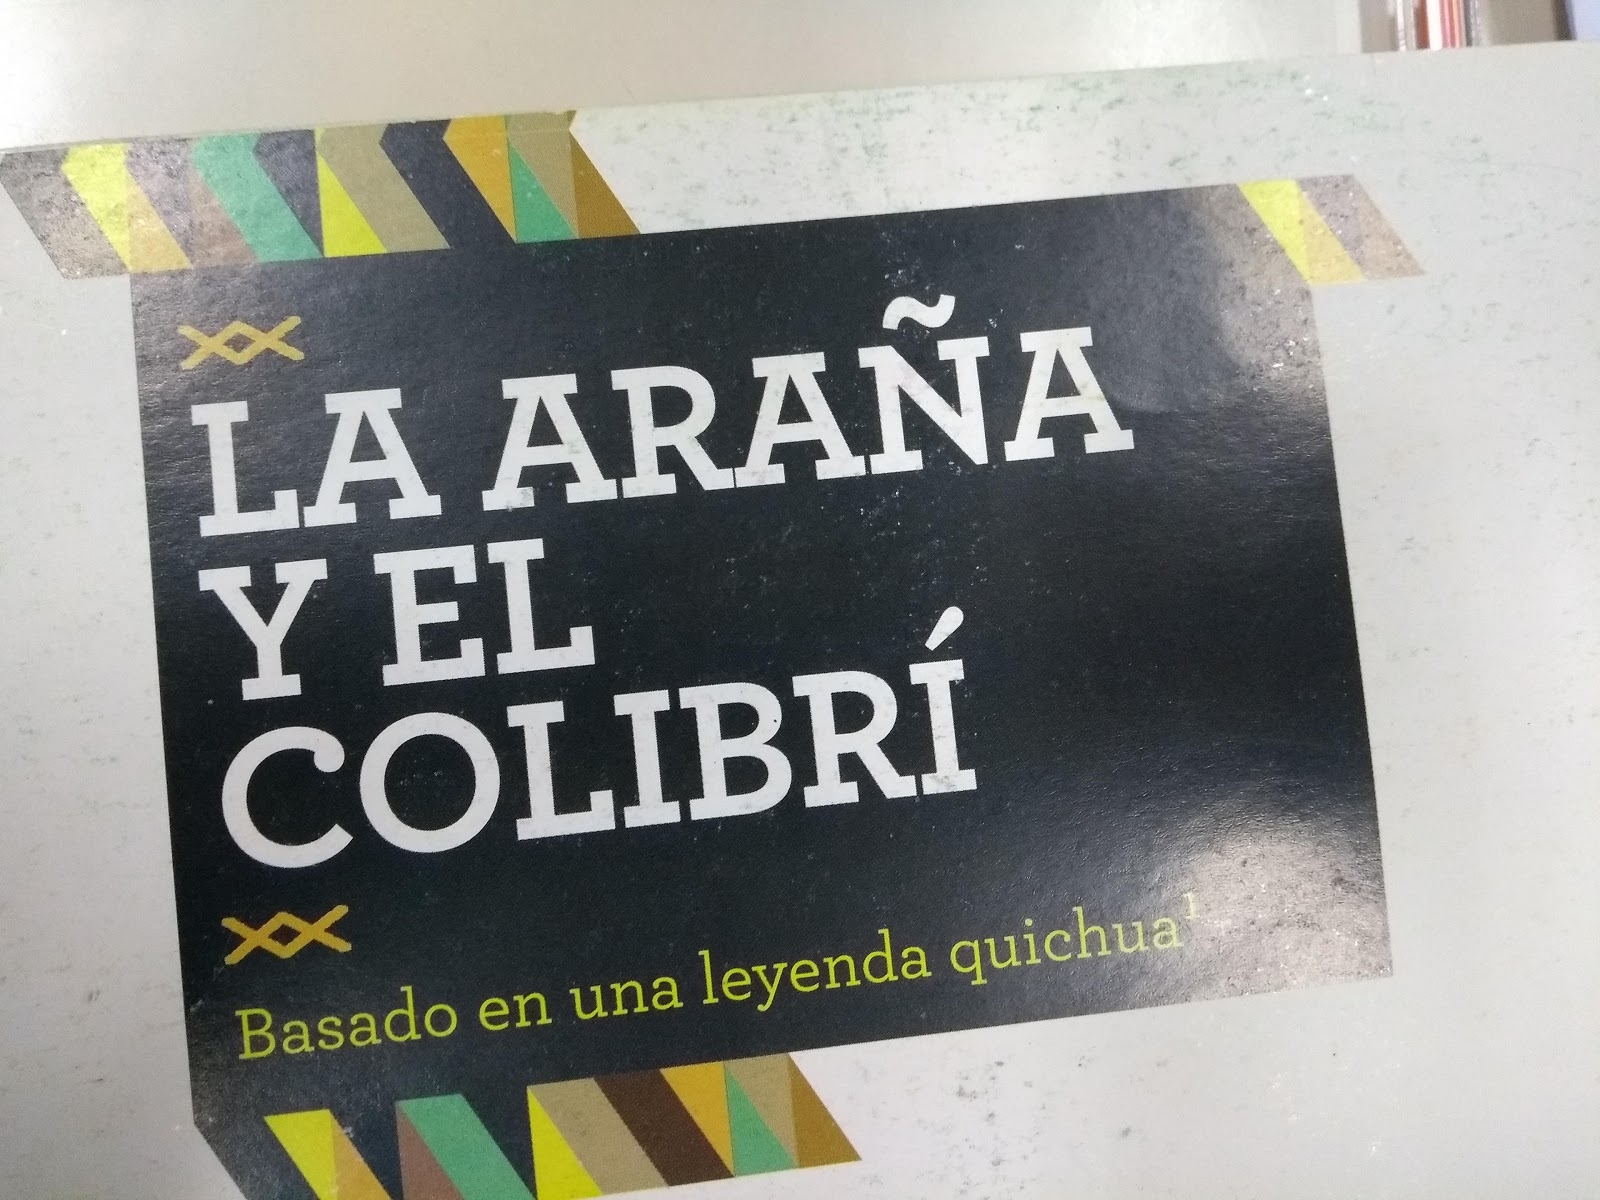 LA ARAÑA
Y EL
COLIBRÍ
Basado en una leyenda quichua¹